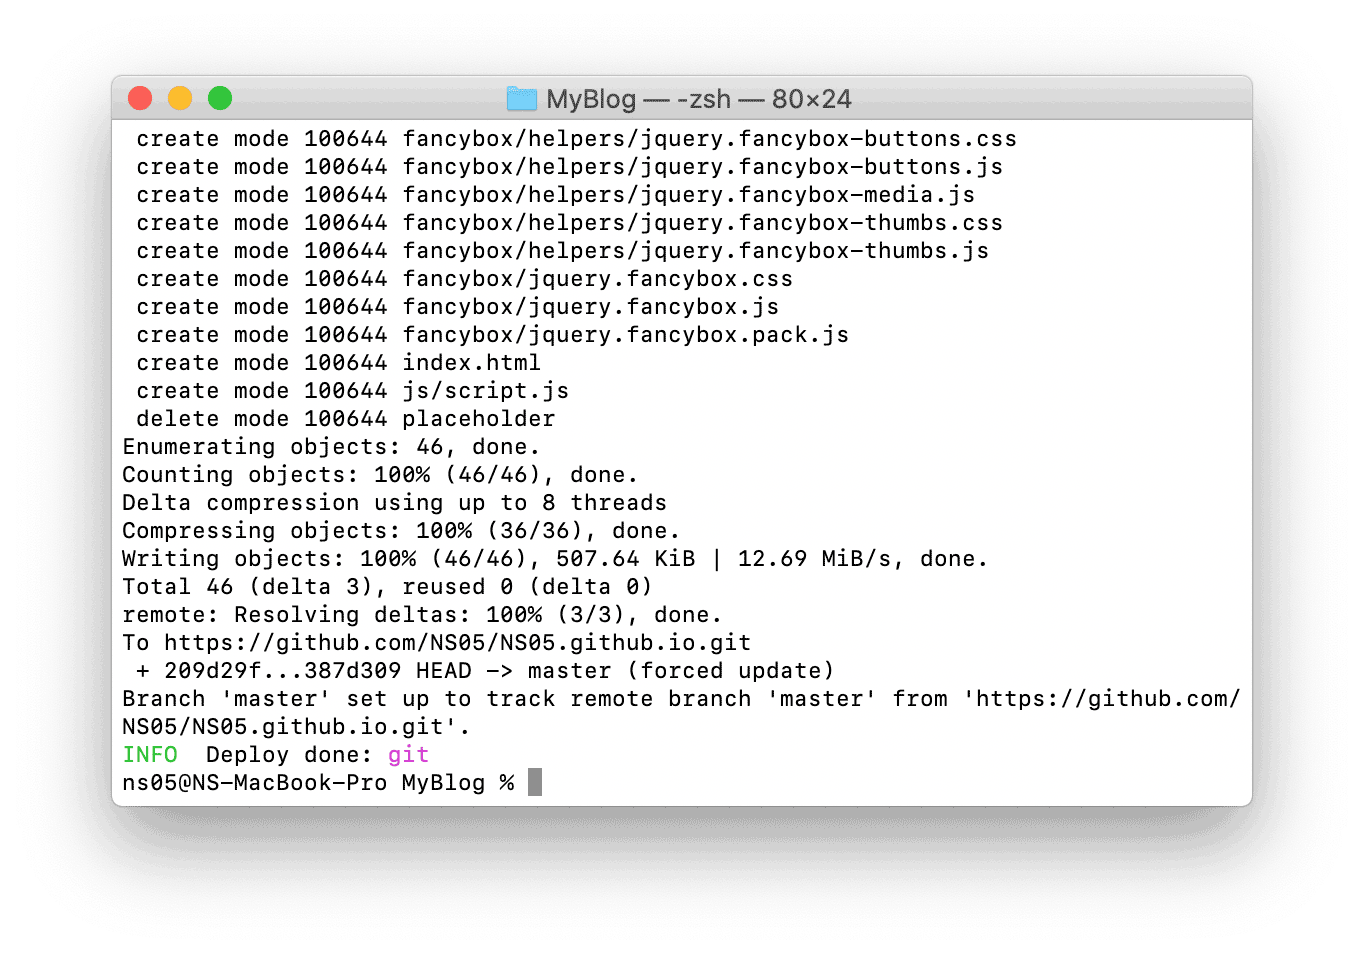 MyBlog — -zsh — 80×24
create mode 100644 fancybox/helpers/jquery.fancybox-buttons.css
create mode 100644 fancybox/helpers/jquery.fancybox-buttons.js
create mode 100644 fancybox/helpers/jquery.fancybox-media.js
create mode 100644 fancybox/helpers/jquery.fancybox-thumbs.css
create mode 100644 fancybox/helpers/jquery.fancybox-thumbs.js
create mode 100644 fancybox/jquery.fancybox.css
create mode 100644 fancybox/jquery.fancybox.js
create mode 100644 fancybox/jquery.fancybox.pack.js
create mode 100644 index.html
create mode 100644 js/script.js
delete mode 100644 placeholder
Enumerating objects: 46, done.
Counting objects: 100% (46/46), done.
Delta compression using up to 8 threads
Compressing objects: 100% (36/36), done.
Writing objects: 100% (46/46), 507.64 KiB | 12.69 MiB/s, done.
Total 46 (delta 3), reused 0 (delta 0)
remote: Resolving deltas: 100% (3/3), done.
To https://github.com/NS05/NS05.github.io.git
+ 209d29f...387d309 HEAD -> master (forced update)
Branch 'master' set up to track remote branch 'master' from 'https://github.com/
NS05/NS05.github.io.git'.
INFO  Deploy done: git
ns05@NS-MacBook-Pro MyBlog %